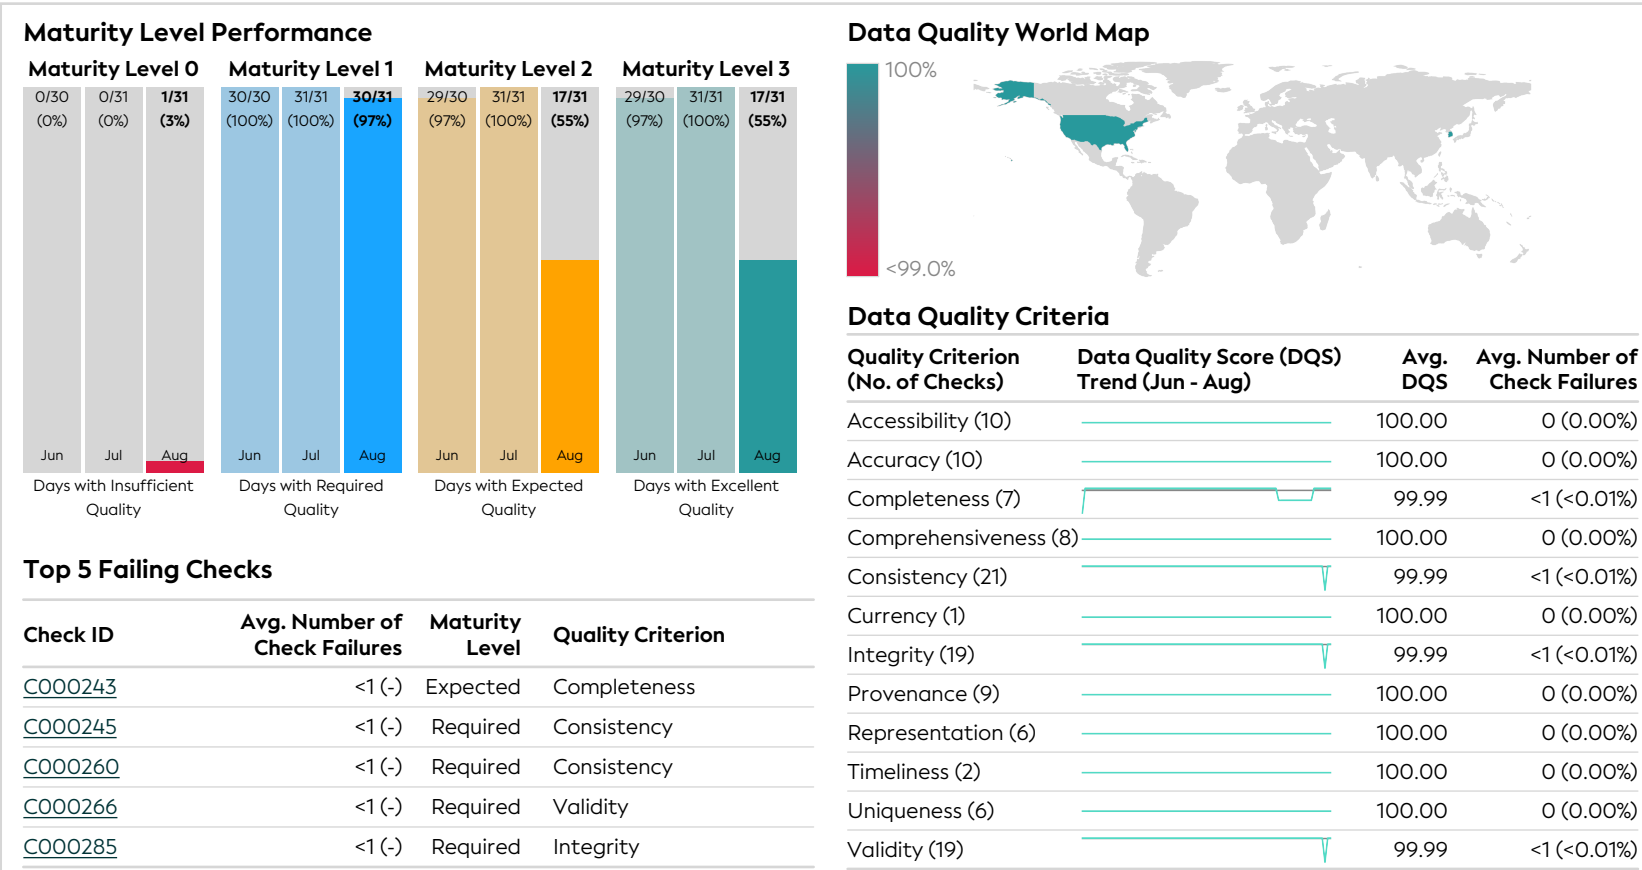 Maturity Level Performance
Maturity Level 0 Maturity Level 1 Maturity Level 2 Maturity Level 3
0/30 0/31 1/31 30/30 31/31 30/31 29/30 31/31 17/31 29/30 31/31 17/31
(0%) (0%) (3%) (100%) (100%) (97%) (97%) (100%) (55%) (97%) (100%) (55%)
Jun Jul Aug Jun Jul Aug Jun Jul Aug Jun Jul Aug
Days with Insufficient Days with Required Days with Expected Days with Excellent
Quality Quality Quality Quality
Top 5 Failing Checks
Check ID Avg. Number of Check Failures Maturity Level Quality Criterion
C000243 <1 (-) Expected Completeness
C000245 <1 (-) Required Consistency
C000260 <1 (-) Required Consistency
C000266 <1 (-) Required Validity
C000285 <1 (-) Required Integrity
Data Quality World Map
100%
<99.0%
Data Quality Criteria
Quality Criterion Data Quality Score (DQS) Avg. Avg. Number of
(No. of Checks) Trend (Jun - Aug) DQS Check Failures
Accessibility (10) 100.00 0 (0.00%)
Accuracy (10) 100.00 0 (0.00%)
Completeness (7) 99.99 <1 (<0.01%)
Comprehensiveness (8) 100.00 0 (0.00%)
Consistency (21) 99.99 <1 (<0.01%)
Currency (1) 100.00 0 (0.00%)
Integrity (19) 99.99 <1 (<0.01%)
Provenance (9) 100.00 0 (0.00%)
Representation (6) 100.00 0 (0.00%)
Timeliness (2) 100.00 0 (0.00%)
Uniqueness (6) 100.00 0 (0.00%)
Validity (19) 99.99 <1 (<0.01%)